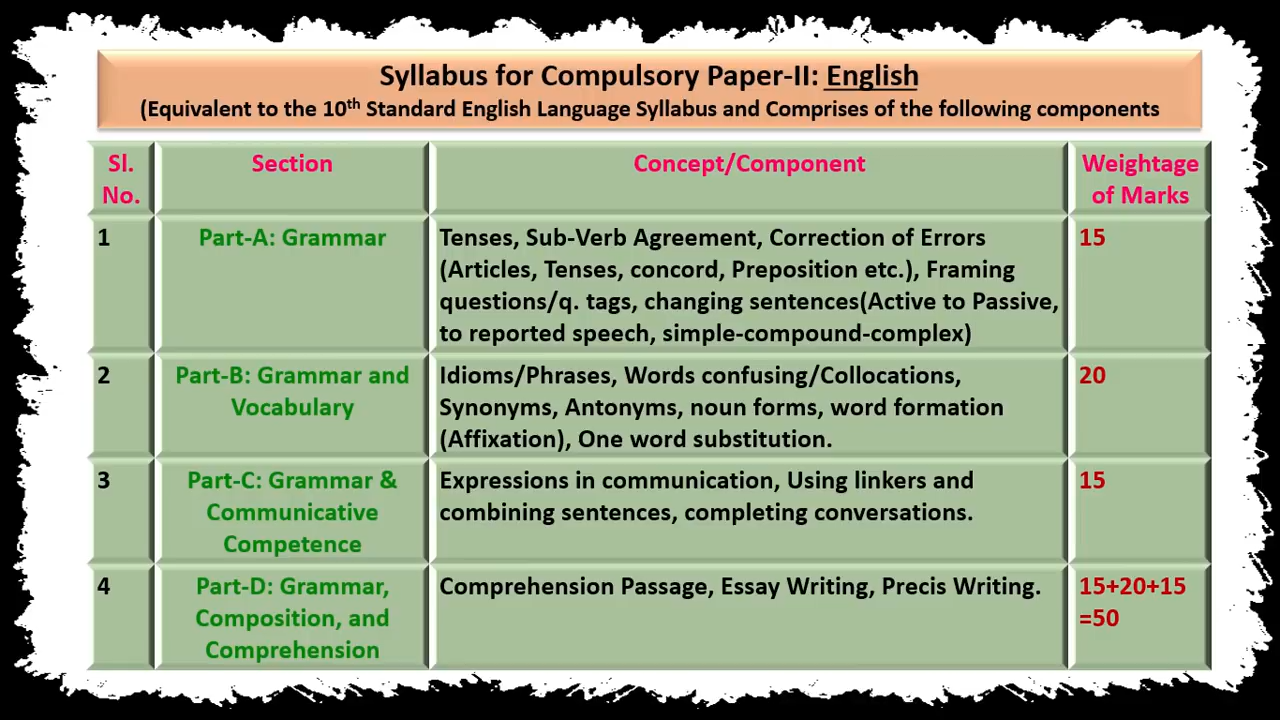 Syllabus for Compulsory Paper-II: English
(Equivalent to the 10th Standard English Language Syllabus and Comprises of the following components
Sl. No.
Section
Concept/Component
Weightage of Marks
1
Part-A: Grammar
Tenses, Sub-Verb Agreement, Correction of Errors
(Articles, Tenses, concord, Preposition etc.), Framing
questions/q. tags, changing sentences(Active to Passive,
to reported speech, simple-compound-complex)
15
2
Part-B: Grammar and
Vocabulary
Idioms/Phrases, Words confusing/Collocations,
Synonyms, Antonyms, noun forms, word formation
(Affixation), One word substitution.
20
3
Part-C: Grammar &
Communicative
Competence
Expressions in communication, Using linkers and
combining sentences, completing conversations.
15
4
Part-D: Grammar,
Composition, and
Comprehension
Comprehension Passage, Essay Writing, Precis Writing.
15+20+15
=50